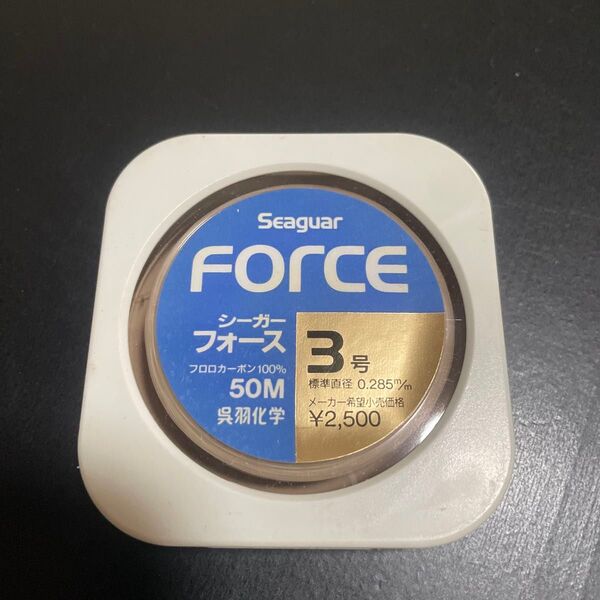 Seaguar
FORCE
シーガー
フォース
フロロカーボン100%
50M
呉羽化学
3号
標準直径 0.285m/m
メーカー希望小売価格
¥2,500